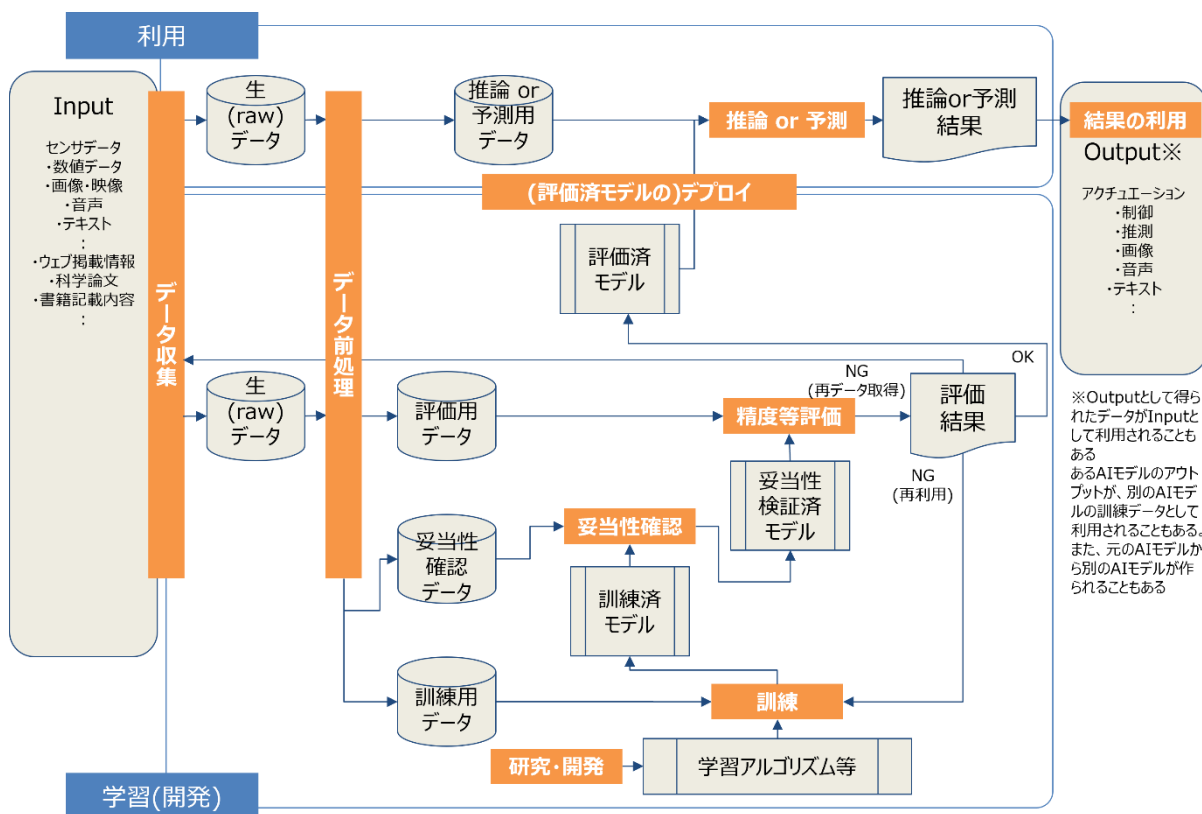 利用
Input
センサデータ
・数値データ
・画像・映像
・音声
・テキスト
:
・ウェブ掲載情報
・科学論文
・書籍記載内容
:
データ収集
生
(raw)
データ
データ前処理
推論 or
予測用
データ
推論 or 予測
推論or予測
結果
結果の利用
Output※
アクチュエーション
・制御
・推測
・画像
・音声
・テキスト
:
(評価済モデルの)デプロイ
評価済
モデル
OK
NG
(再データ取得)
生
(raw)
データ
評価用
データ
精度等評価
評価
結果
NG
(再利用)
妥当性
検証済
モデル
妥当性
確認
データ
妥当性確認
訓練済
モデル
訓練用
データ
訓練
研究・開発
学習アルゴリズム等
学習(開発)
※Outputとして得ら
れたデータがInputと
して利用されることも
ある
あるAIモデルのアウト
プットが、別のAIモデ
ルの訓練データとして
利用されることもある。
また、元のAIモデルか
ら別のAIモデルが作
られることもある